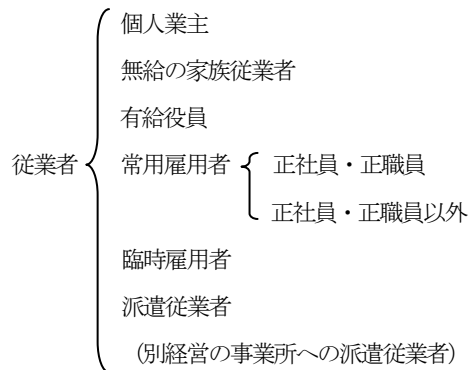 個人業主
無給の家族従業者
有給役員
従業者
常用雇用者
正社員・正職員
正社員・正職員以外
臨時雇用者
派遣従業者
(別経営の事業所への派遣従業者)